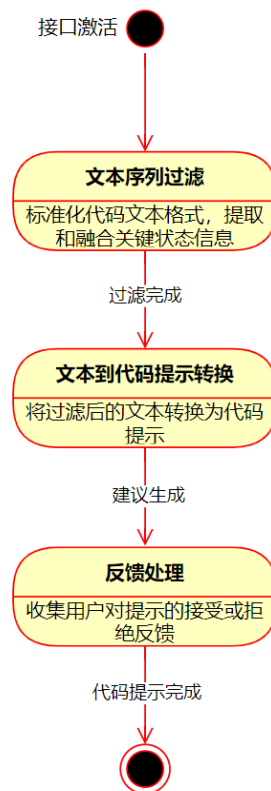 接口激活
文本序列过滤
标准化代码文本格式，提取
和融合关键状态信息
过滤完成
文本到代码提示转换
将过滤后的文本转换为代码
提示
建议生成
反馈处理
收集用户对提示的接受或拒
绝反馈
代码提示完成